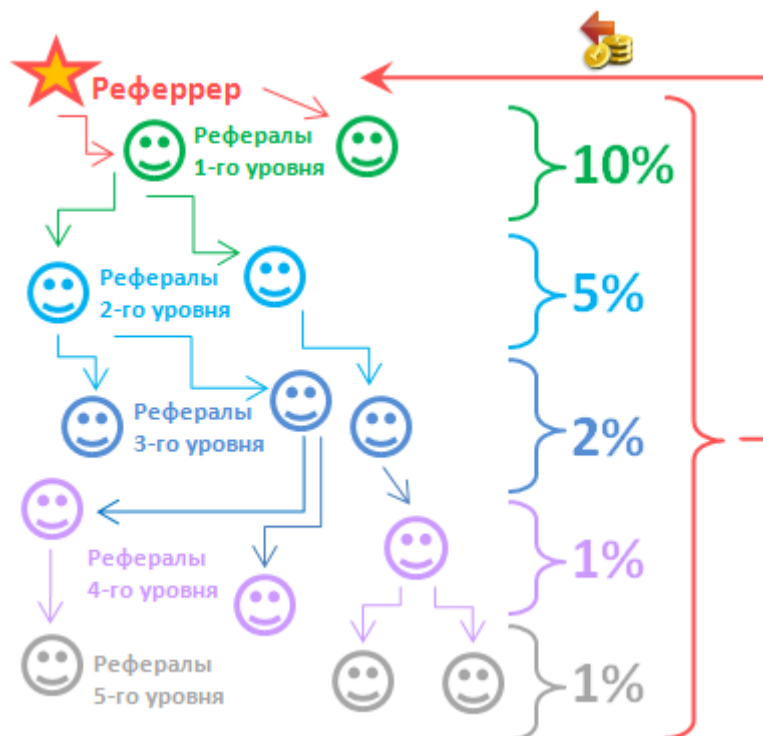 Реферрер
Рефералы
1-го уровня
10%
Рефералы
2-го уровня
5%
Рефералы
3-го уровня
2%
Рефералы
4-го уровня
1%
Рефералы
5-го уровня
1%